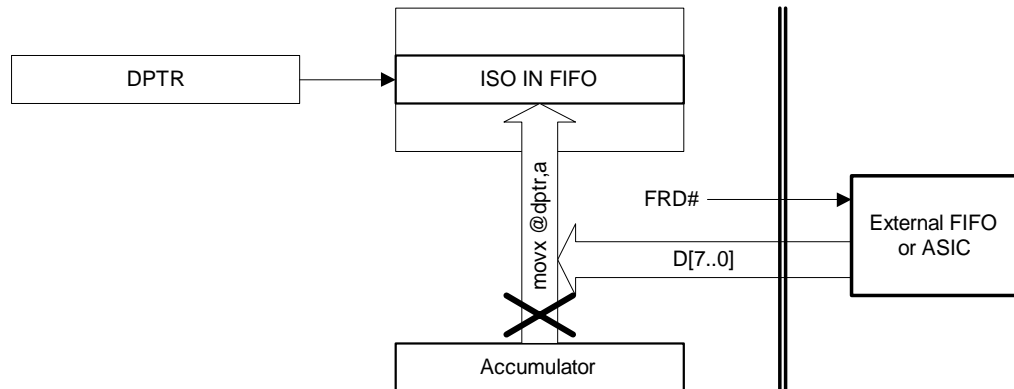 DPTR
ISO IN FIFO
movx @dptr,a
FRD#
D[7..0]
External FIFO
or ASIC
Accumulator